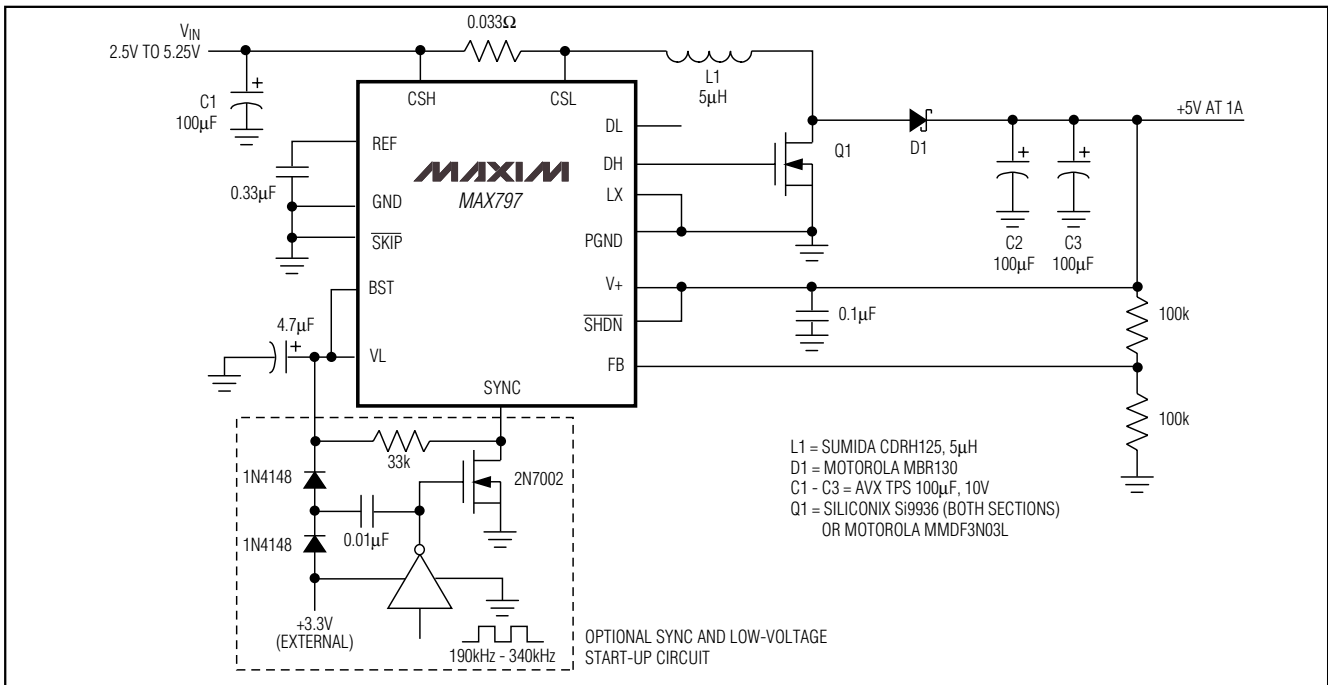 VIN
2.5V TO 5.25V
0.033Ω
C1
100µF
CSH
CSL
L1
5µH
+5V AT 1A
DL
REF
DH
Q1
D1
MAXIM
MAX797
LX
0.33µF
GND
C2
100µF
C3
100µF
SKIP
PGND
BST
V+
4.7µF
0.1µF
100k
SHDN
VL
FB
SYNC
100k
33k
1N4148
2N7002
L1 = SUMIDA CDRH125, 5µH
D1 = MOTOROLA MBR130
C1 - C3 = AVX TPS 100µF, 10V
Q1 = SILICONIX Si9936 (BOTH SECTIONS)
OR MOTOROLA MMDF3N03L
1N4148
0.01µF
+3.3V
(EXTERNAL)
190kHz - 340kHz
OPTIONAL SYNC AND LOW-VOLTAGE
START-UP CIRCUIT